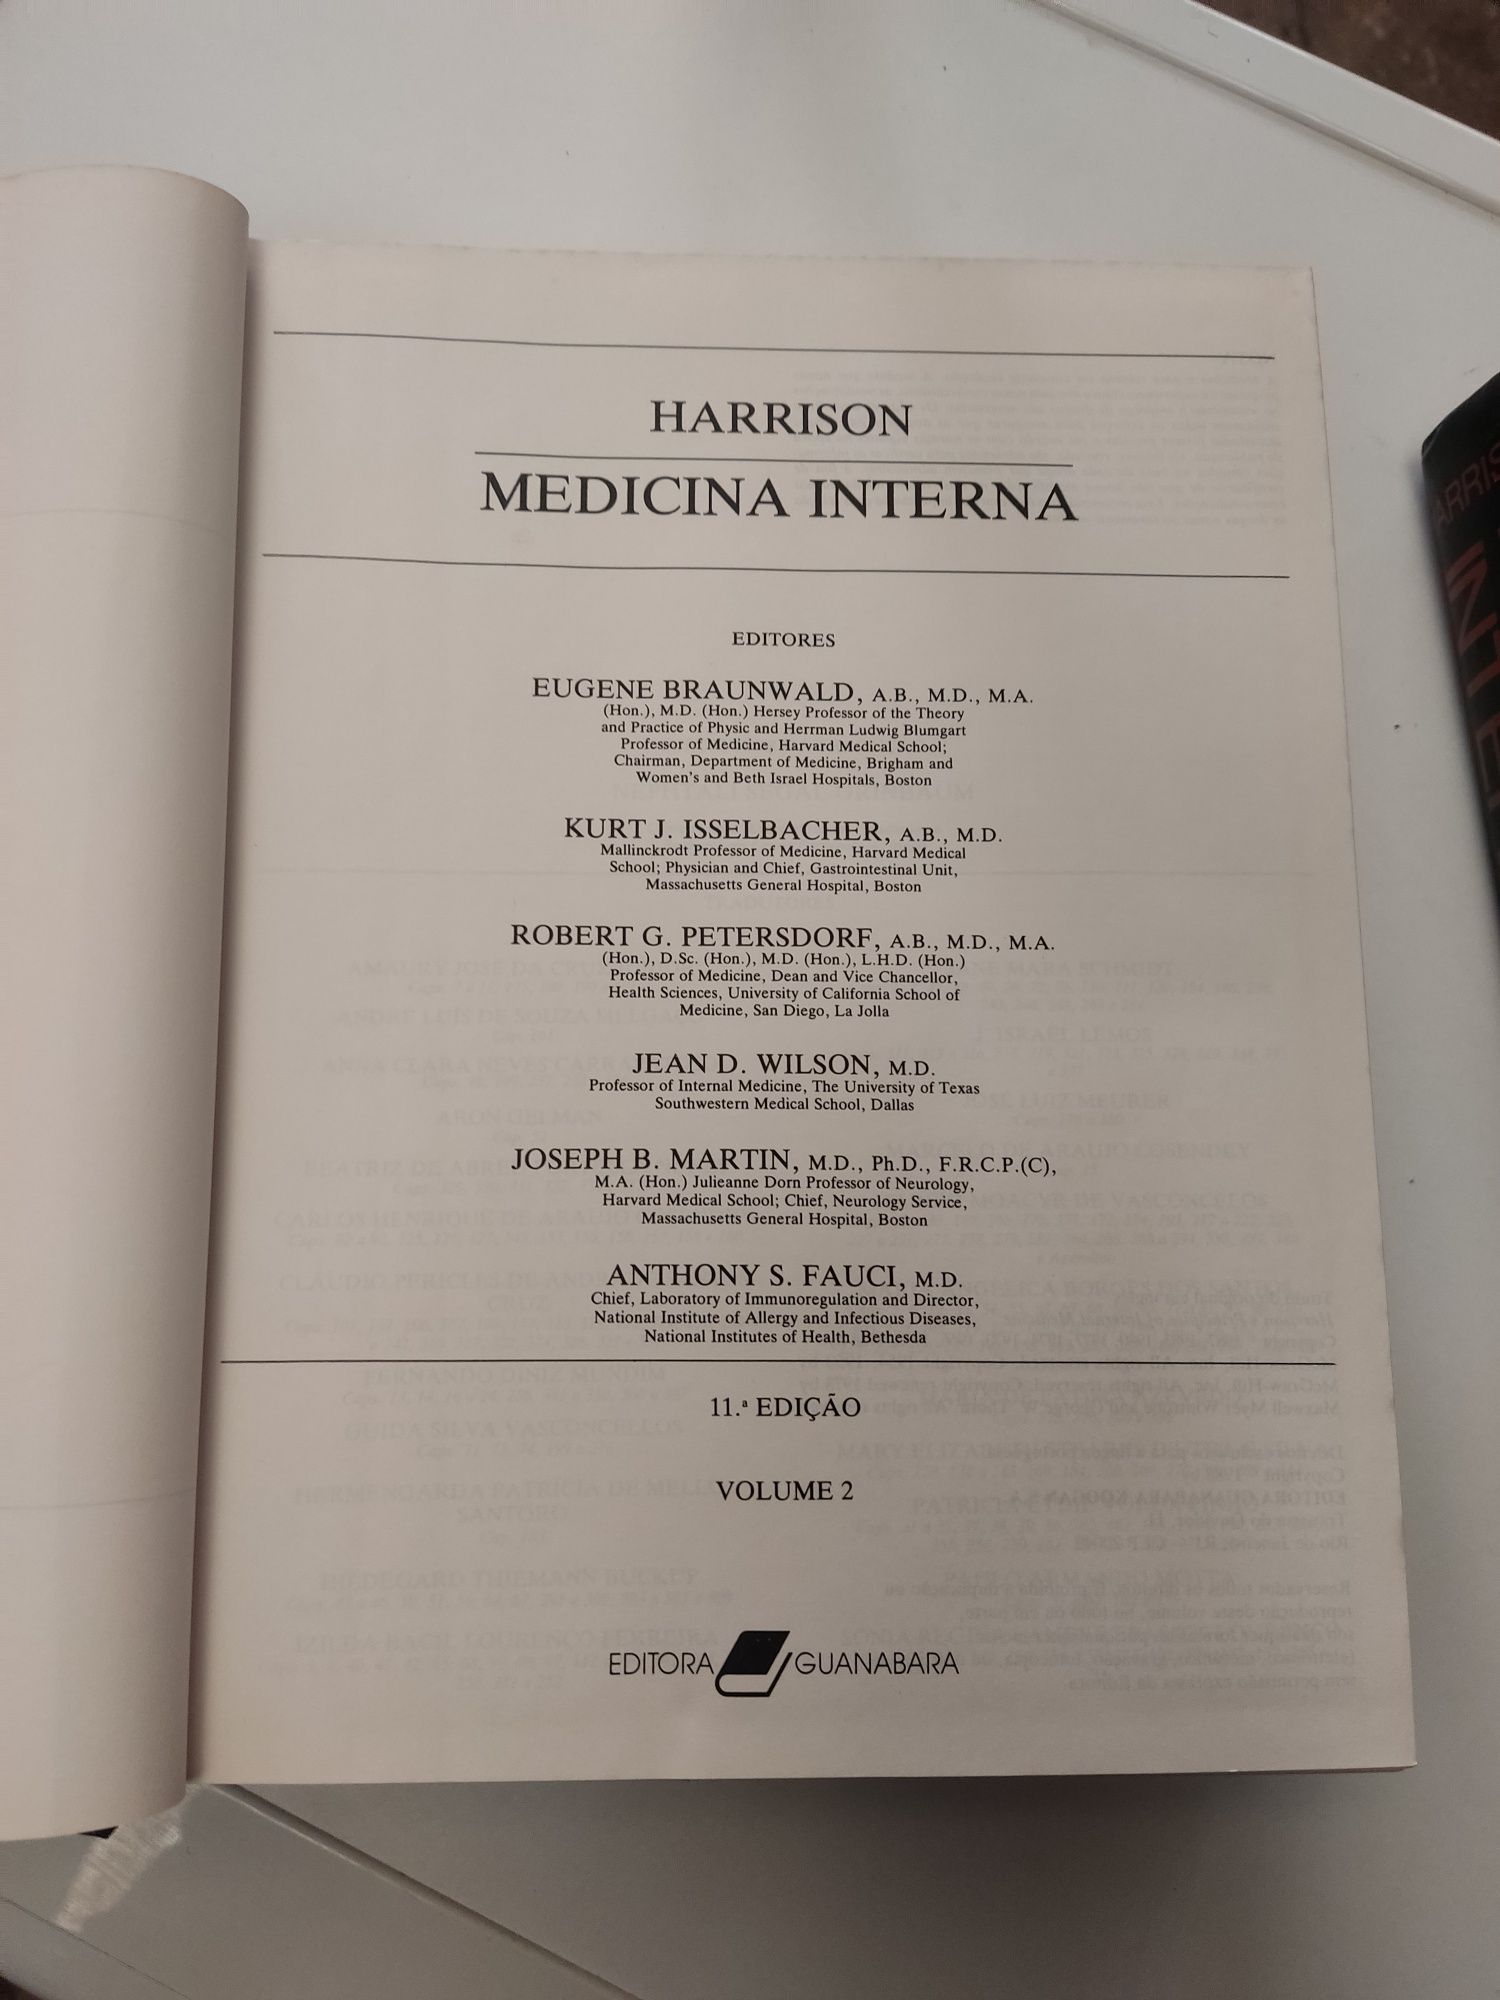 HARRISON
MEDICINA INTERNA
EDITORES
EUGENE BRAUNWALD, A.B., M.D., M.A.
(Hon.), M.D. (Hon.) Hersey Professor of the Theory
and Practice of Physic and Herrman Ludwig Blumgart
Professor of Medicine, Harvard Medical School;
Chairman, Department of Medicine, Brigham and
Women's and Beth Israel Hospitals, Boston
KURT J. ISSELBACHER, A.B., M.D.
Mallinckrodt Professor of Medicine, Harvard Medical
School; Physician and Chief, Gastrointestinal Unit,
Massachusetts General Hospital, Boston
ROBERT G. PETERSDORF, A.B., M.D., M.A.
(Hon.), D.Sc. (Hon.), M.D. (Hon.), L.H.D. (Hon.)
Professor of Medicine, Dean and Vice Chancellor,
Health Sciences, University of California School of
Medicine, San Diego, La Jolla
JEAN D. WILSON, M.D.
Professor of Internal Medicine, The University of Texas
Southwestern Medical School, Dallas
JOSEPH B. MARTIN, M.D., Ph.D., F.R.C.P.(C),
M.A. (Hon.) Julieanne Dorn Professor of Neurology,
Harvard Medical School; Chief, Neurology Service,
Massachusetts General Hospital, Boston
ANTHONY S. FAUCI, M.D.
Chief, Laboratory of Immunoregulation and Director,
National Institute of Allergy and Infectious Diseases,
National Institutes of Health, Bethesda
11.ª EDIÇÃO
VOLUME 2
EDITORA GUANABARA